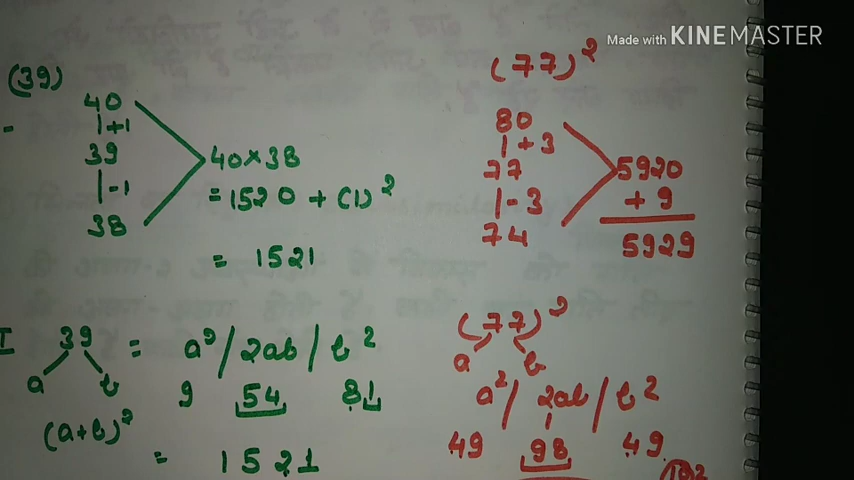 Made with KINEMASTER
(39)
40
1+1
39
|-1
38
40×38
= 1520 + (1)²
= 1521
I 39 = a²/2ab/b²
a b
9 54 81
(a+b)²
= 1521
(77)²
80
1+3
77
|-3
74
5920
+ 9
5929
(77)²
a b
a²/2ab/b²
49 98 49